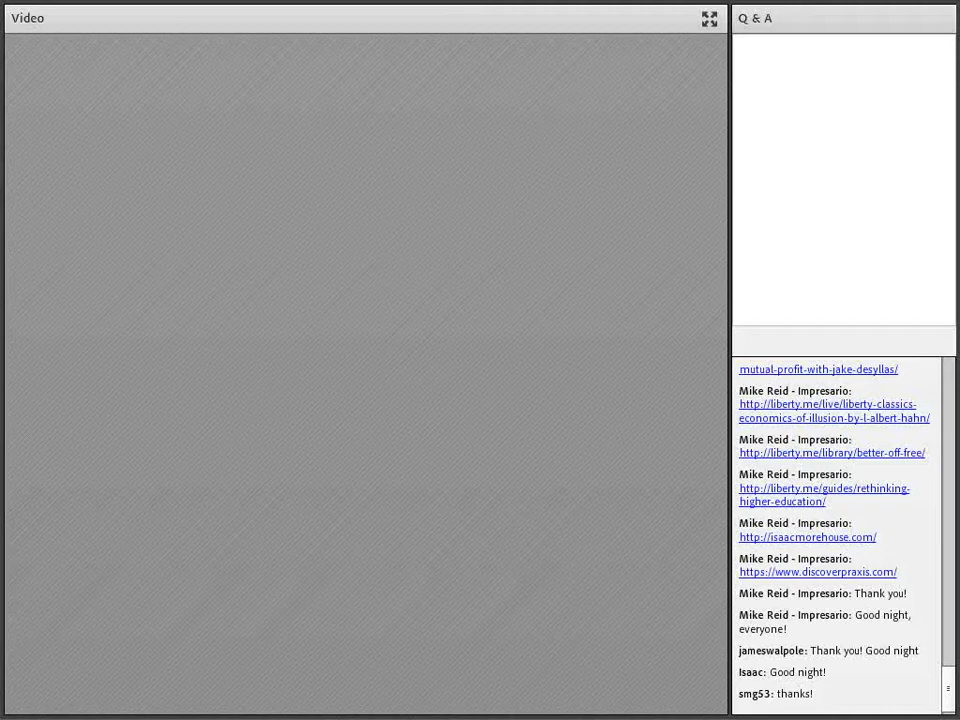 Video
Q & A
mutual-profit-with-jake-desyllas/
Mike Reid - Impresario:
http://liberty.me/live/liberty-classics-
economics-of-illusion-by-l-albert-hahn/
Mike Reid - Impresario:
http://liberty.me/library/better-off-free/
Mike Reid - Impresario:
http://liberty.me/guides/rethinking-
higher-education/
Mike Reid - Impresario:
http://isaacmorehouse.com/
Mike Reid - Impresario:
https://www.discoverpraxis.com/
Mike Reid - Impresario: Thank you!
Mike Reid - Impresario: Good night,
everyone!
jameswalpole: Thank you! Good night
Isaac: Good night!
smg53: thanks!